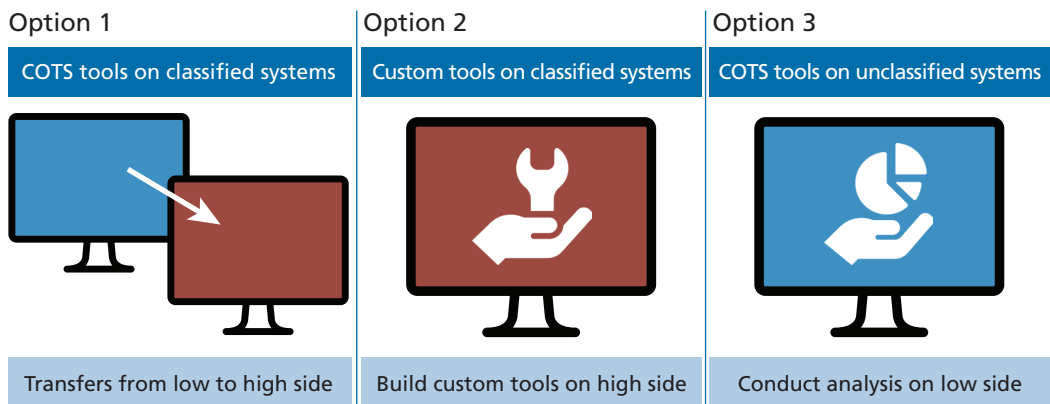 Option 1
COTS tools on classified systems
Transfers from low to high side
Option 2
Custom tools on classified systems
Build custom tools on high side
Option 3
COTS tools on unclassified systems
Conduct analysis on low side